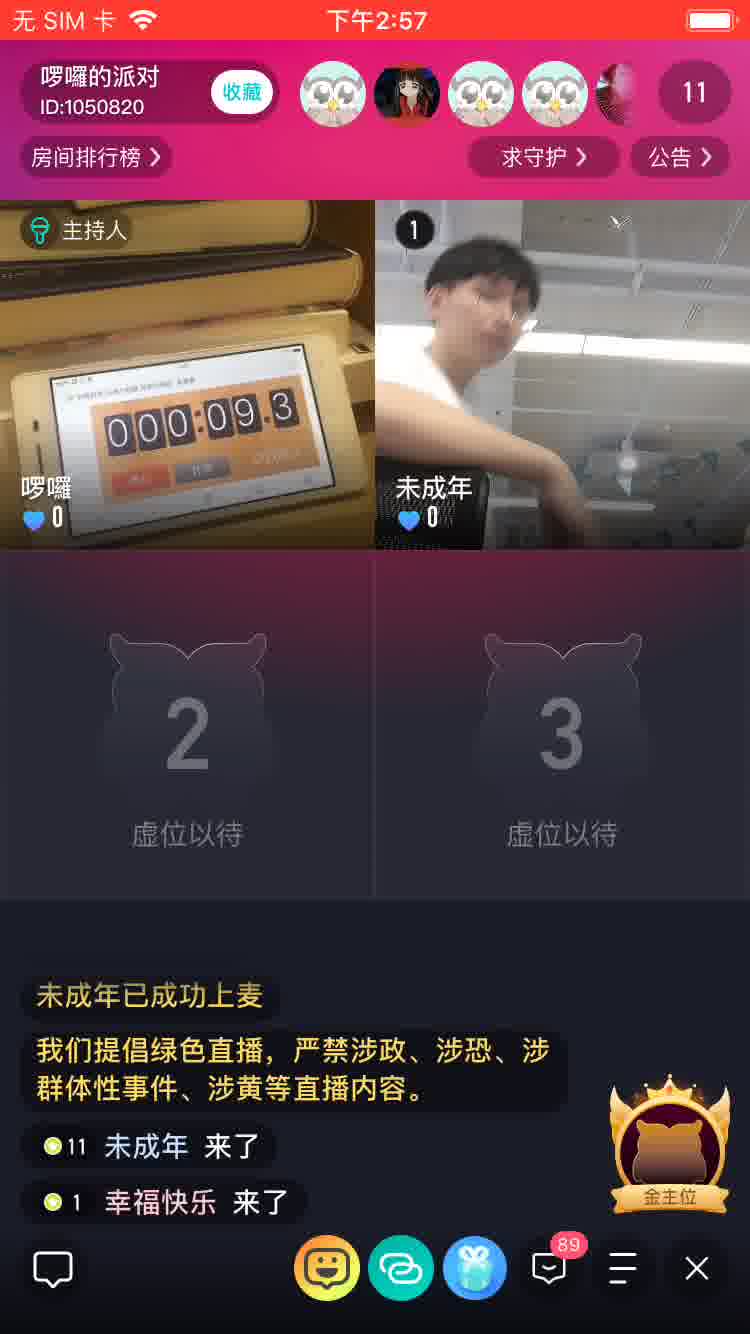 无 SIM 卡
下午2:57
啰囉的派对
ID:1050820
收藏
11
房间排行榜
求守护
公告
主持人
1
000:09.3
啰囉
0
未成年
0
2
3
虚位以待
虚位以待
未成年已成功上麦
我们提倡绿色直播，严禁涉政、涉恐、涉
群体性事件、涉黄等直播内容。
11 未成年 来了
1 幸福快乐 来了
金主位
89